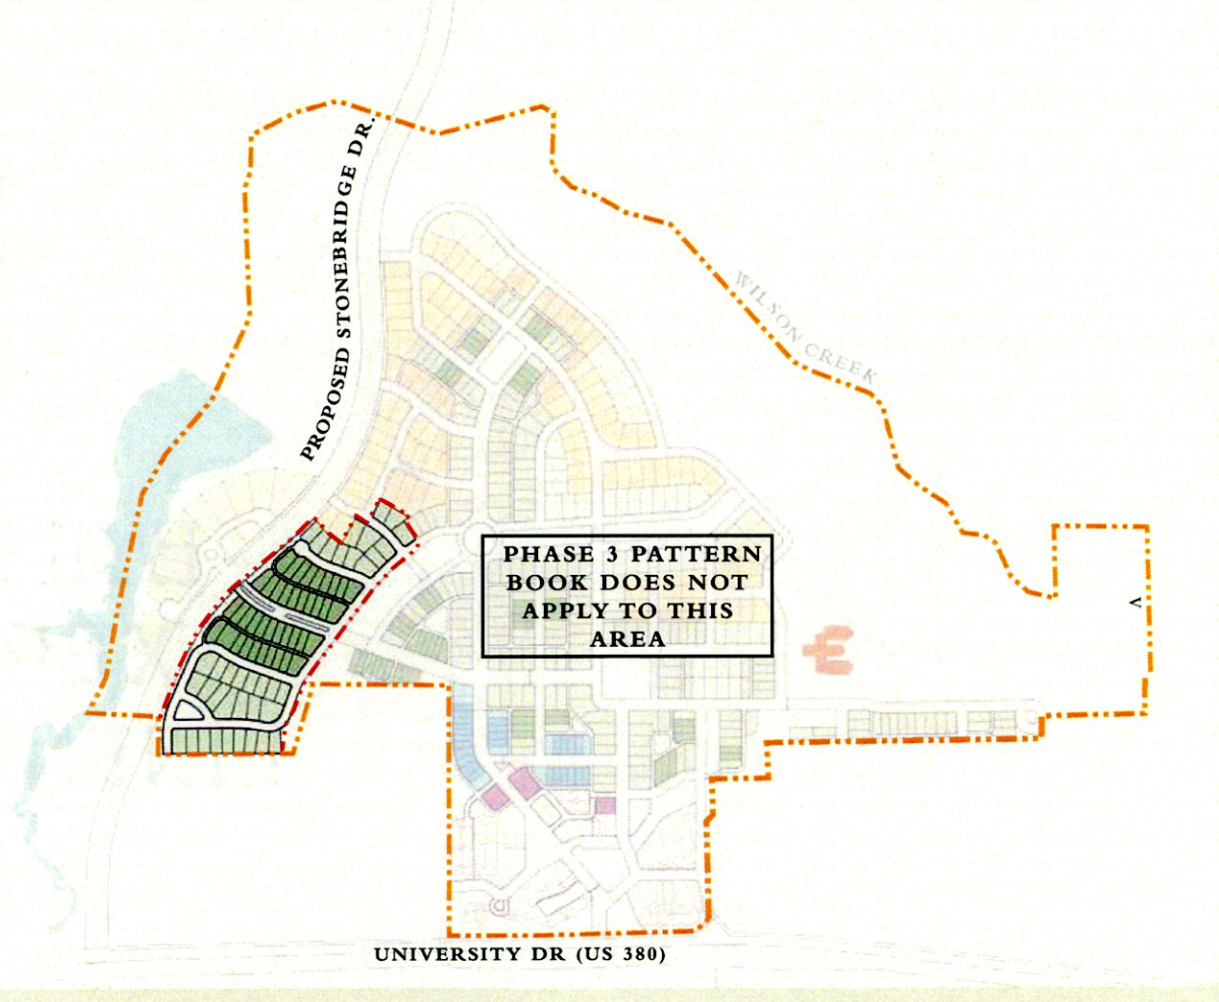 PROPOSED STONEBRIDGE DR.
WILSON CREEK
PHASE 3 PATTERN
BOOK DOES NOT
APPLY TO THIS
AREA
UNIVERSITY DR (US 380)